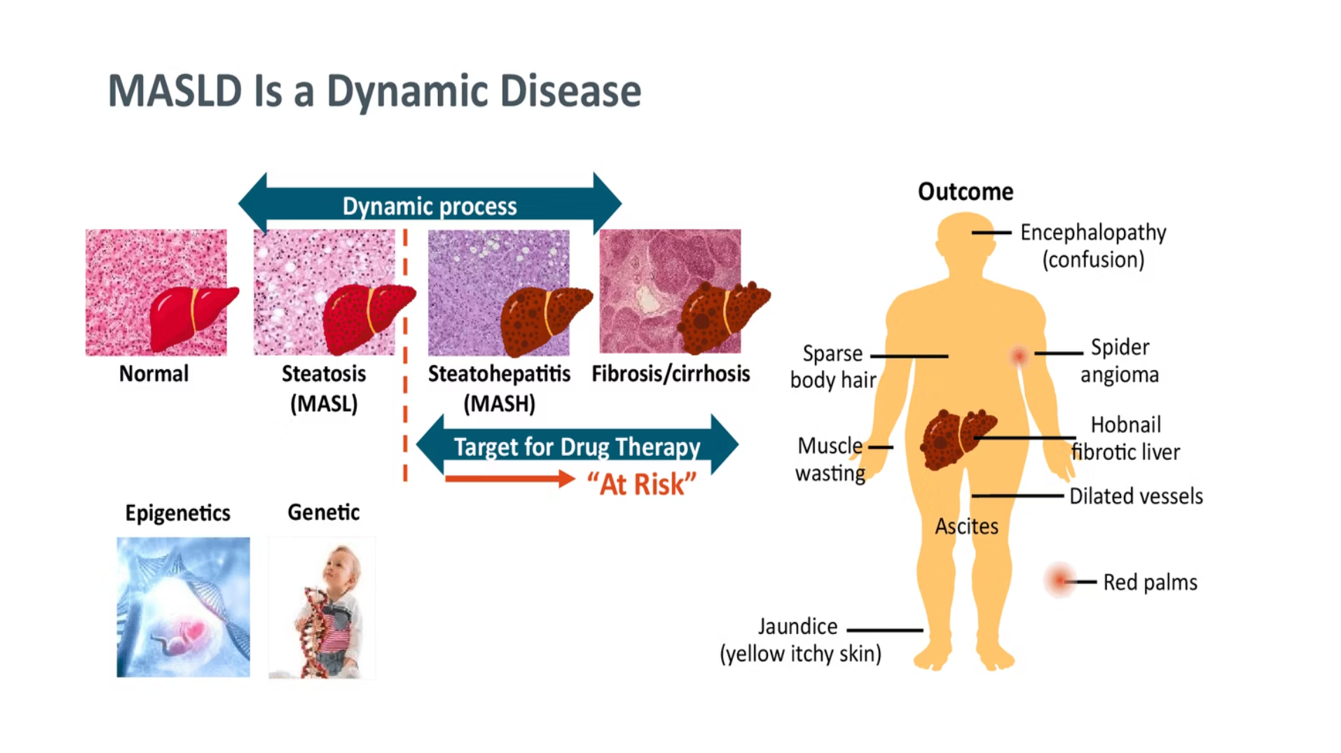 MASLD Is a Dynamic Disease
Dynamic process
Normal
Steatosis
(MASL)
Steatohepatitis
(MASH)
Fibrosis/cirrhosis
Target for Drug Therapy
“At Risk”
Epigenetics
Genetic
Outcome
Encephalopathy
(confusion)
Sparse
body hair
Spider
angioma
Muscle
wasting
Hobnail
fibrotic liver
Dilated vessels
Ascites
Red palms
Jaundice
(yellow itchy skin)